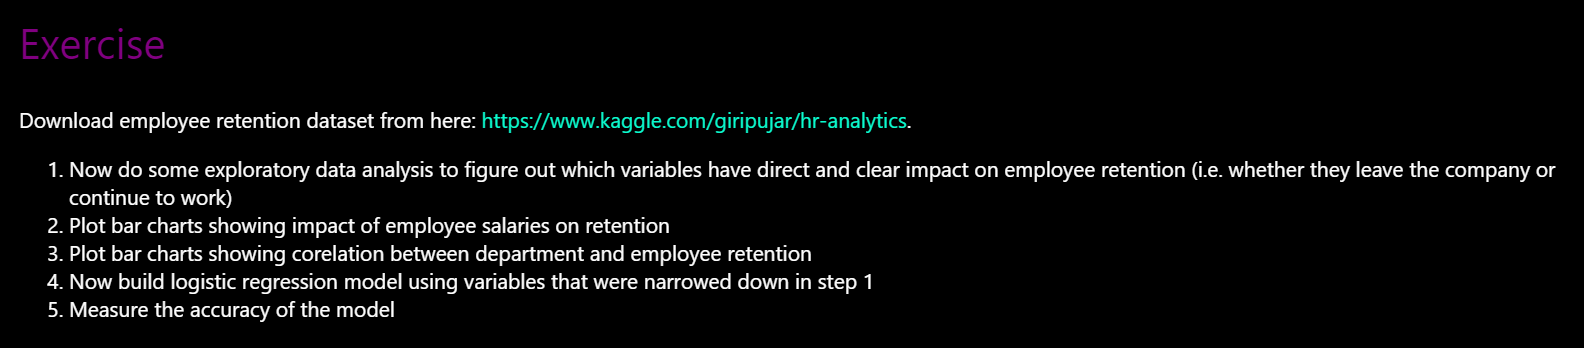 Exercise
Download employee retention dataset from here: https://www.kaggle.com/giripujar/hr-analytics.
1. Now do some exploratory data analysis to figure out which variables have direct and clear impact on employee retention (i.e. whether they leave the company or
continue to work)
2. Plot bar charts showing impact of employee salaries on retention
3. Plot bar charts showing corelation between department and employee retention
4. Now build logistic regression model using variables that were narrowed down in step 1
5. Measure the accuracy of the model